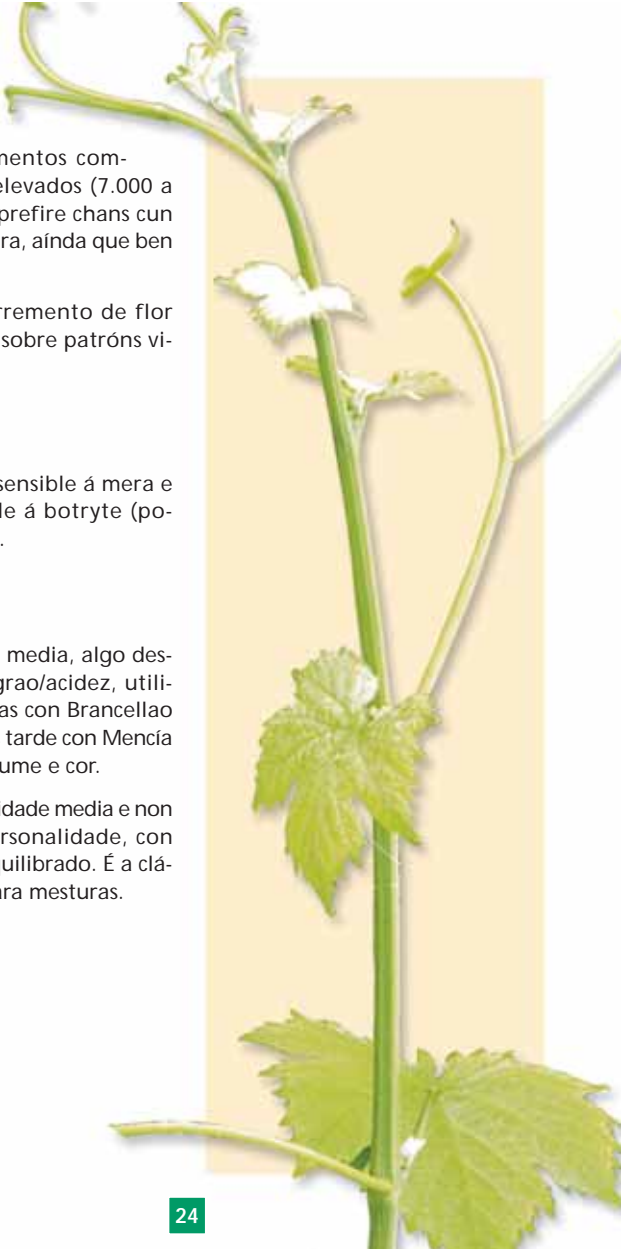 mentos com-
elevados (7.000 a
prefire chans cun
ra, aínda que ben
rremento de flor
sobre patróns vi-
sensible á mera e
le á botryte (po-
.
media, algo des-
grao/acidez, utili-
as con Brancellao
tarde con Mencía
ume e cor.
idade media e non
ersonalidade, con
uilibrado. É a clá-
ara mesturas.
24